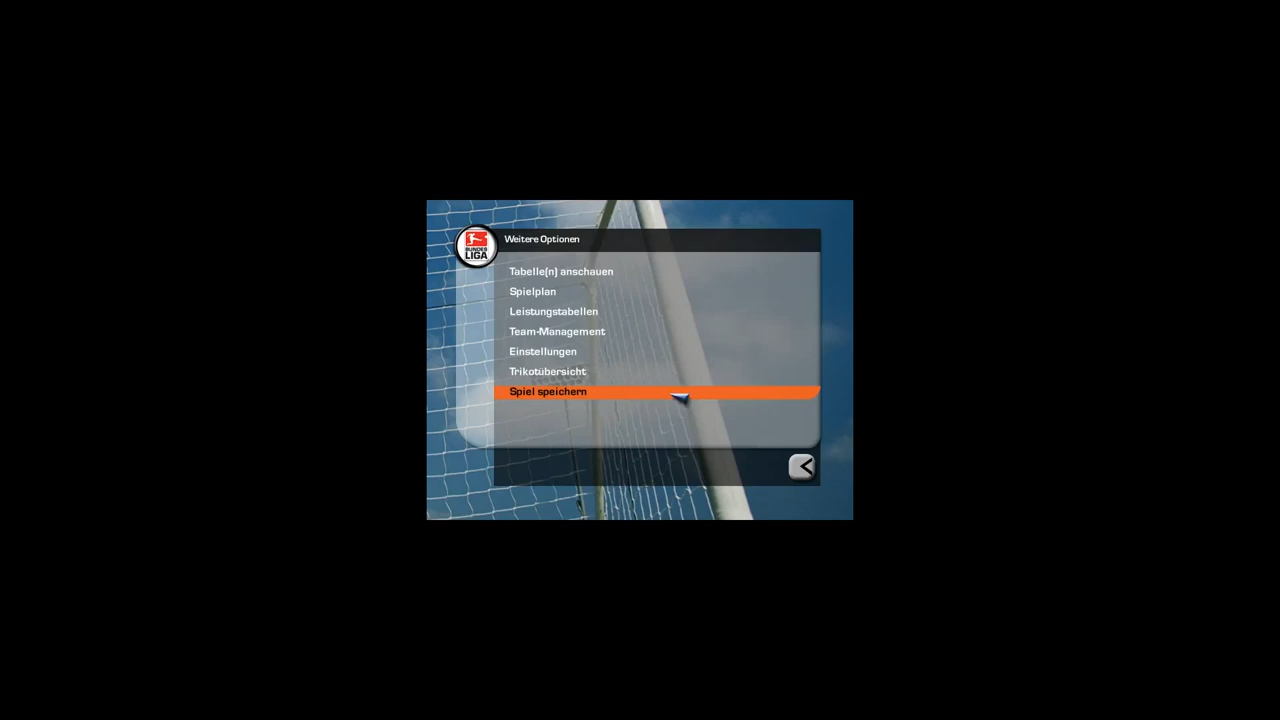 Weitere Optionen
BUNDES
LIGA
Tabelle(n) anschauen
Spielplan
Leistungstabellen
Team-Management
Einstellungen
Trikotübersicht
Spiel speichern